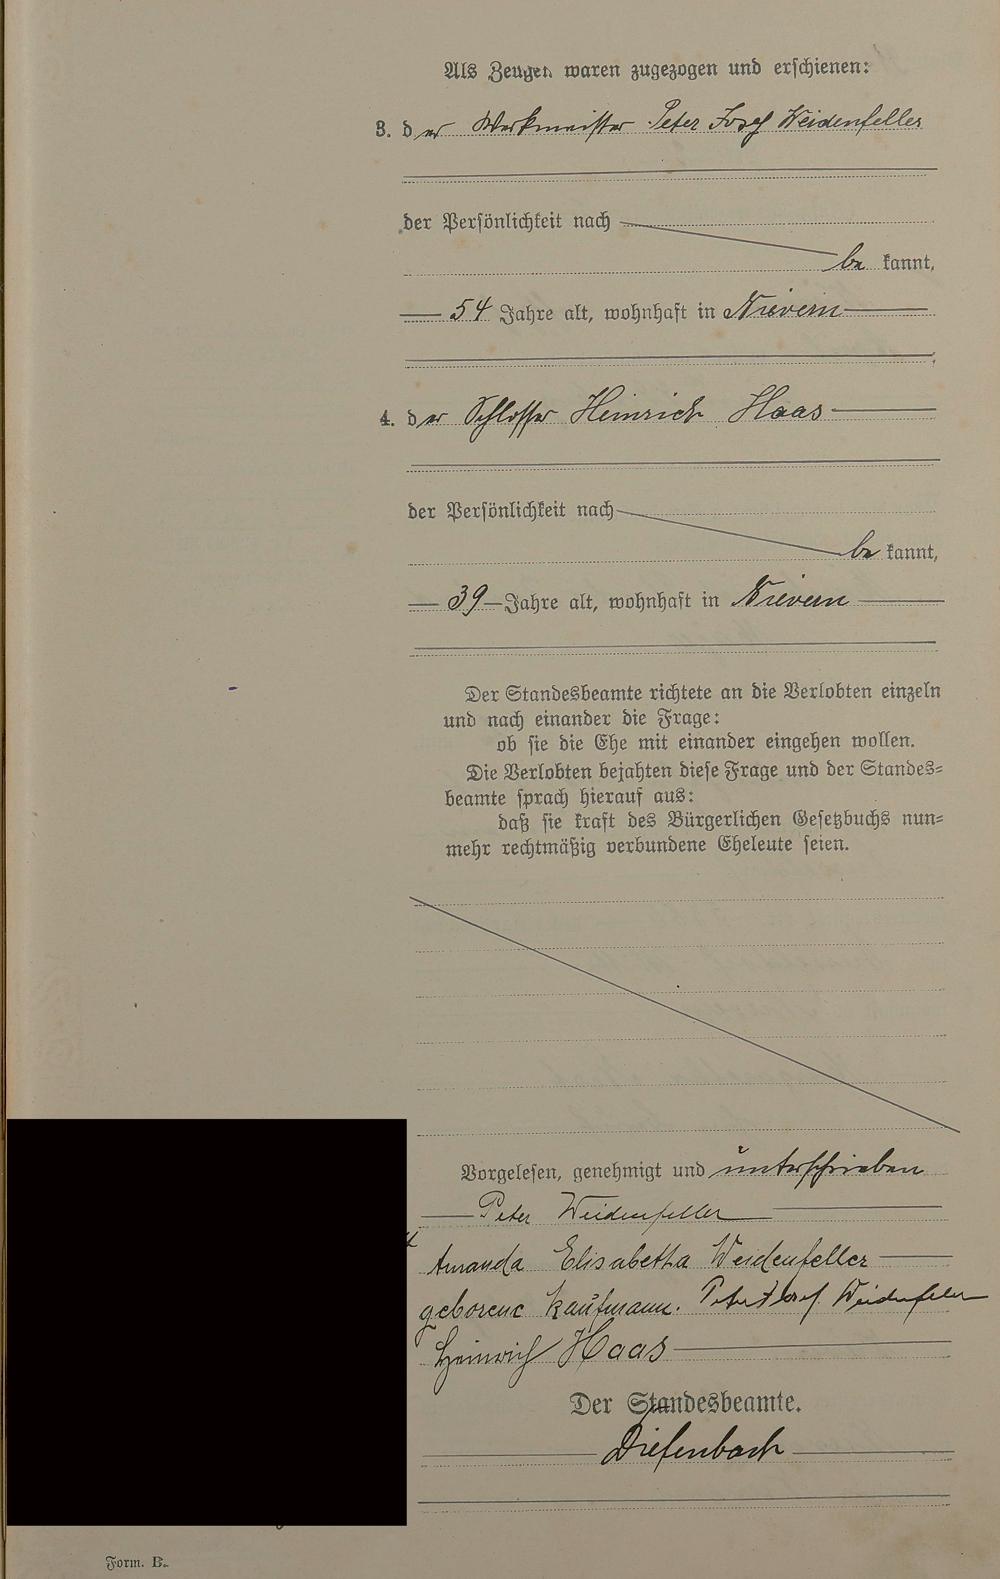 Als Zeugen waren zugezogen und erschienen:
3. der Werkmeister Peter Josef Weidenfeller
der Persönlichkeit nach
be kannt,
54 Jahre alt, wohnhaft in Nievern
;
4. der Schlosser Heinrich Haas
der Persönlichkeit nach
be kannt,
39 Jahre alt, wohnhaft in Nievern
Der Standesbeamte richtete an die Verlobten einzeln
und nach einander die Frage:
ob sie die Ehe mit einander eingehen wollen.
Die Verlobten bejahten diese Frage und der Standes=
beamte sprach hierauf aus:
daß sie kraft des Bürgerlichen Gesetzbuchs nun=
mehr rechtmäßig verbundene Eheleute seien.
Vorgelesen, genehmigt und unterschrieben
Peter Weidenfeller
Amanda Elisabetha Weidenfeller
geborene Kaufmann. Peter Josef Weidenfeller
Heinrich Haas
Der Standesbeamte.
Diefenbach
Form. B.